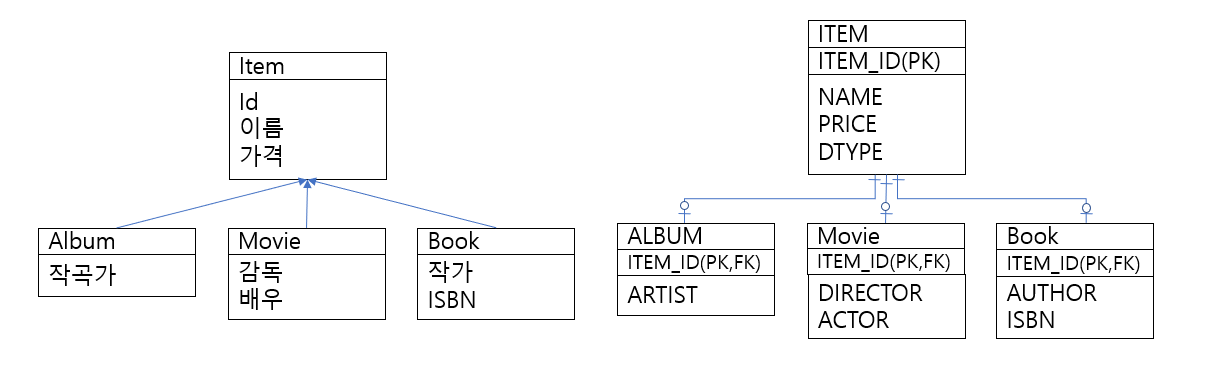 Item
Id
이름
가격
Album
작곡가
Movie
감독
배우
Book
작가
ISBN
ITEM
ITEM_ID(PK)
NAME
PRICE
DTYPE
ALBUM
ITEM_ID(PK,FK)
ARTIST
Movie
ITEM_ID(PK,FK)
DIRECTOR
ACTOR
Book
ITEM_ID(PK,FK)
AUTHOR
ISBN